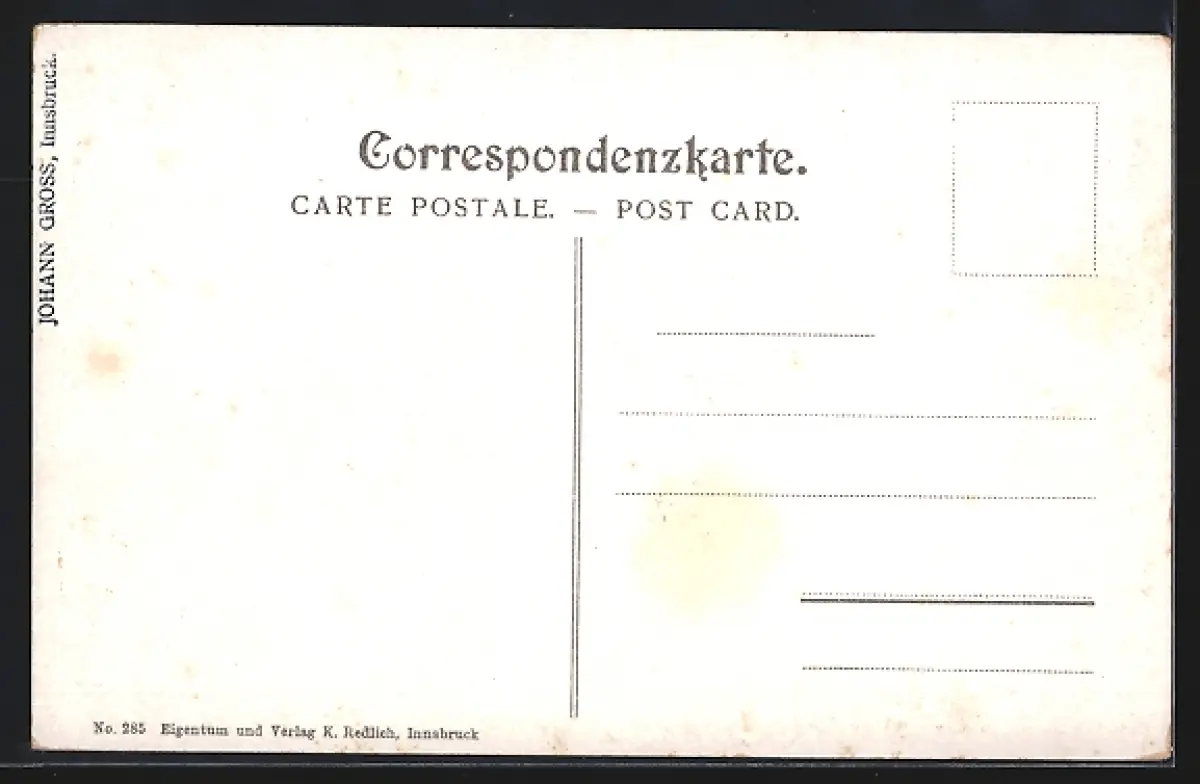 JOHANN GROSS, Innsbruck.
Correspondenzkarte.
CARTE POSTALE. — POST CARD.
No. 285 Eigentum und Verlag K. Redlich, Innsbruck